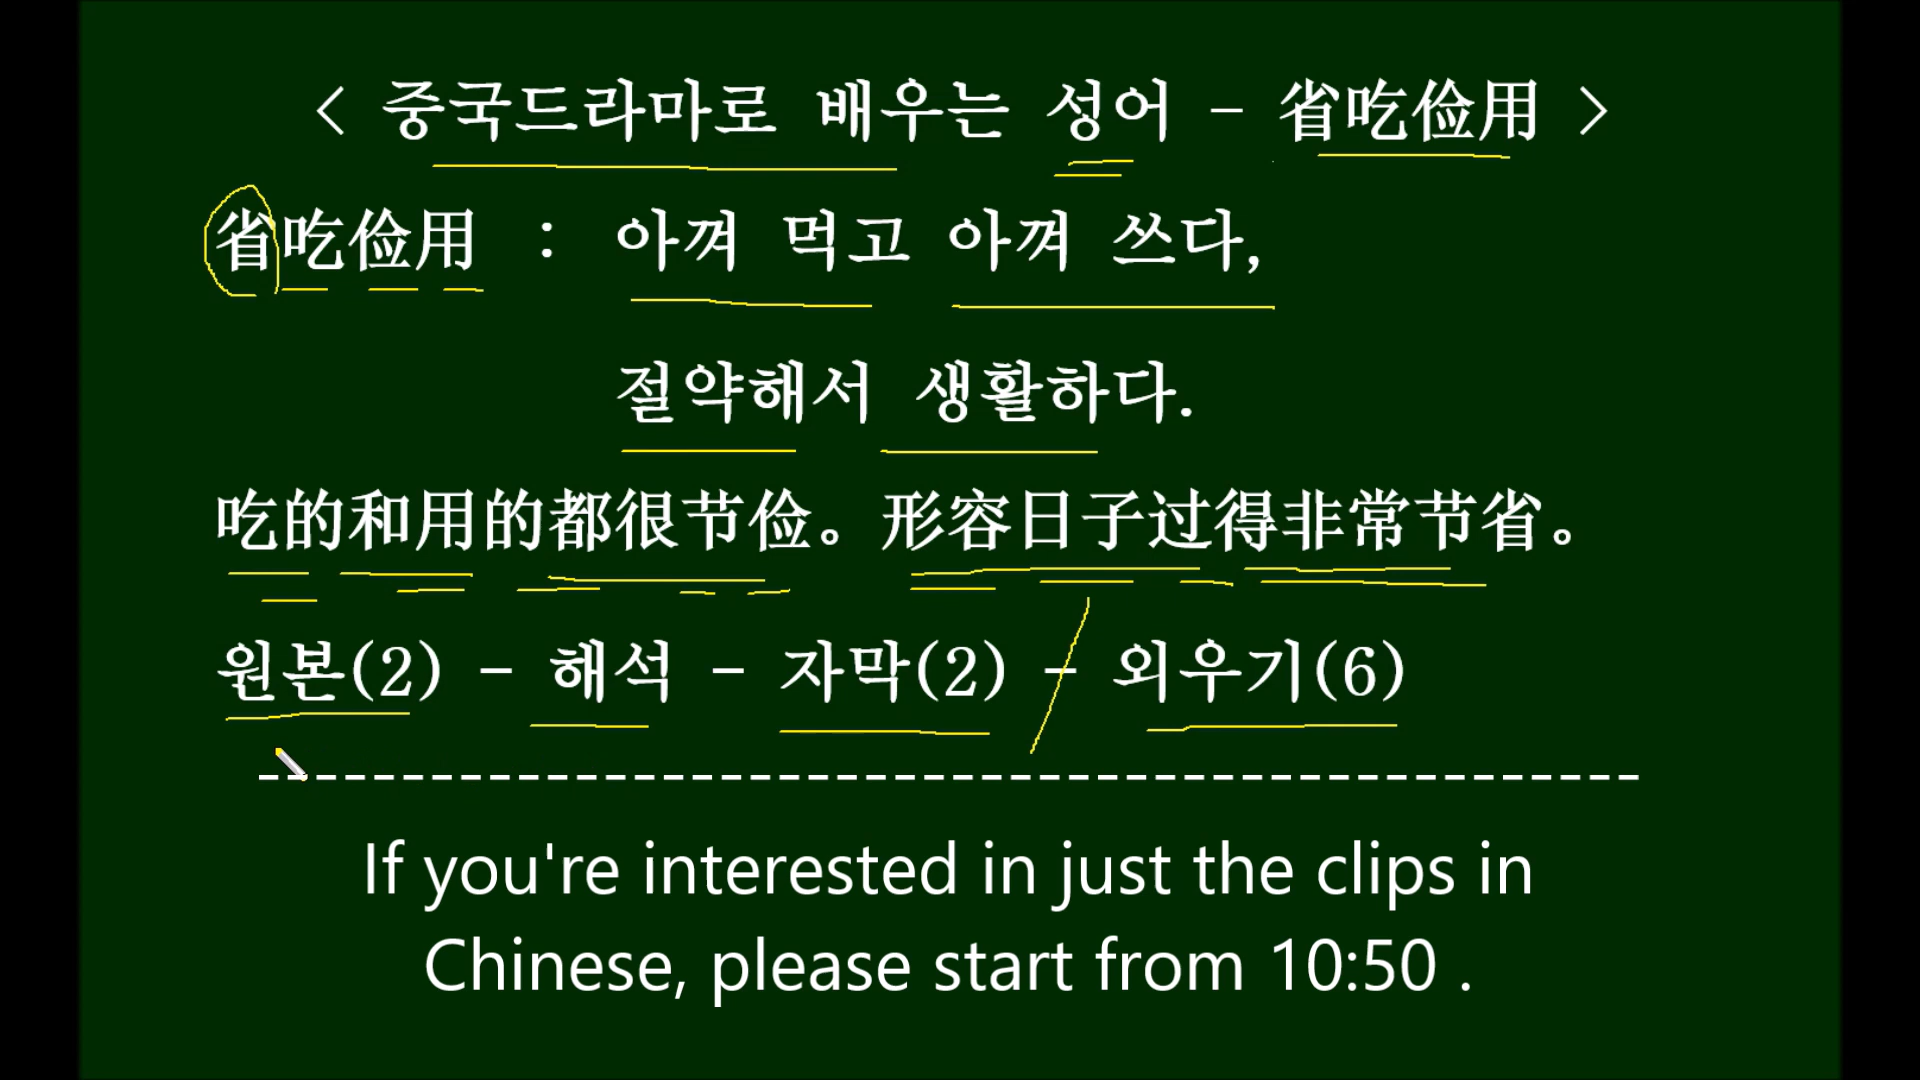 < 중국드라마로 배우는 성어 - 省吃俭用 >
省吃俭用 : 아껴 먹고 아껴 쓰다,
절약해서 생활하다.
吃的和用的都很节俭。形容日子过得非常节省。
원본(2) - 해석 - 자막(2) - 외우기(6)
------------------------------------------------
If you're interested in just the clips in
Chinese, please start from 10:50 .